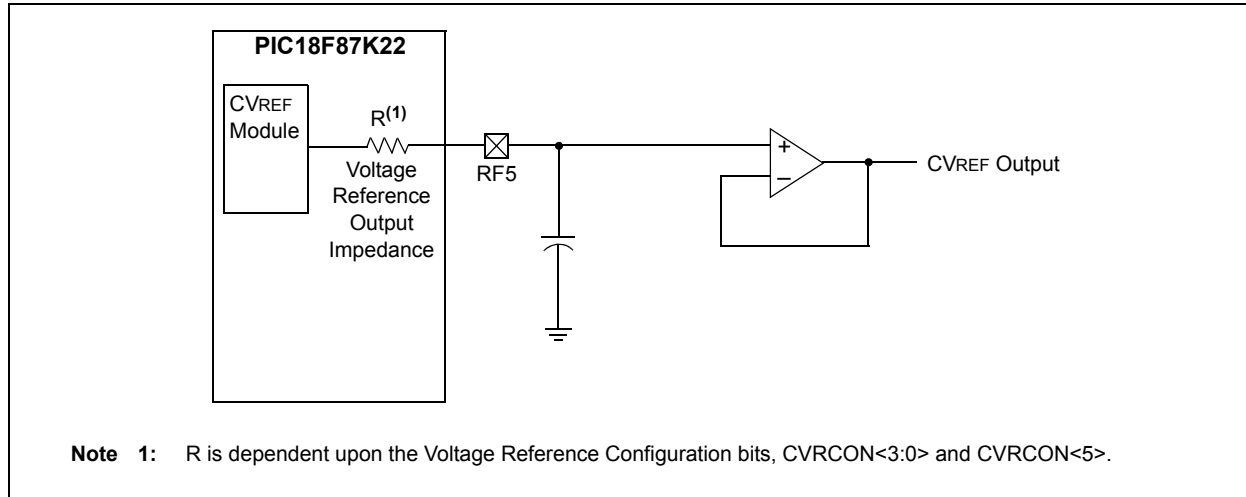 PIC18F87K22
CVREF
Module
R(1)
Voltage
Reference
Output
Impedance
RF5
+
–
CVREF Output
Note 1: R is dependent upon the Voltage Reference Configuration bits, CVRCON<3:0> and CVRCON<5>.